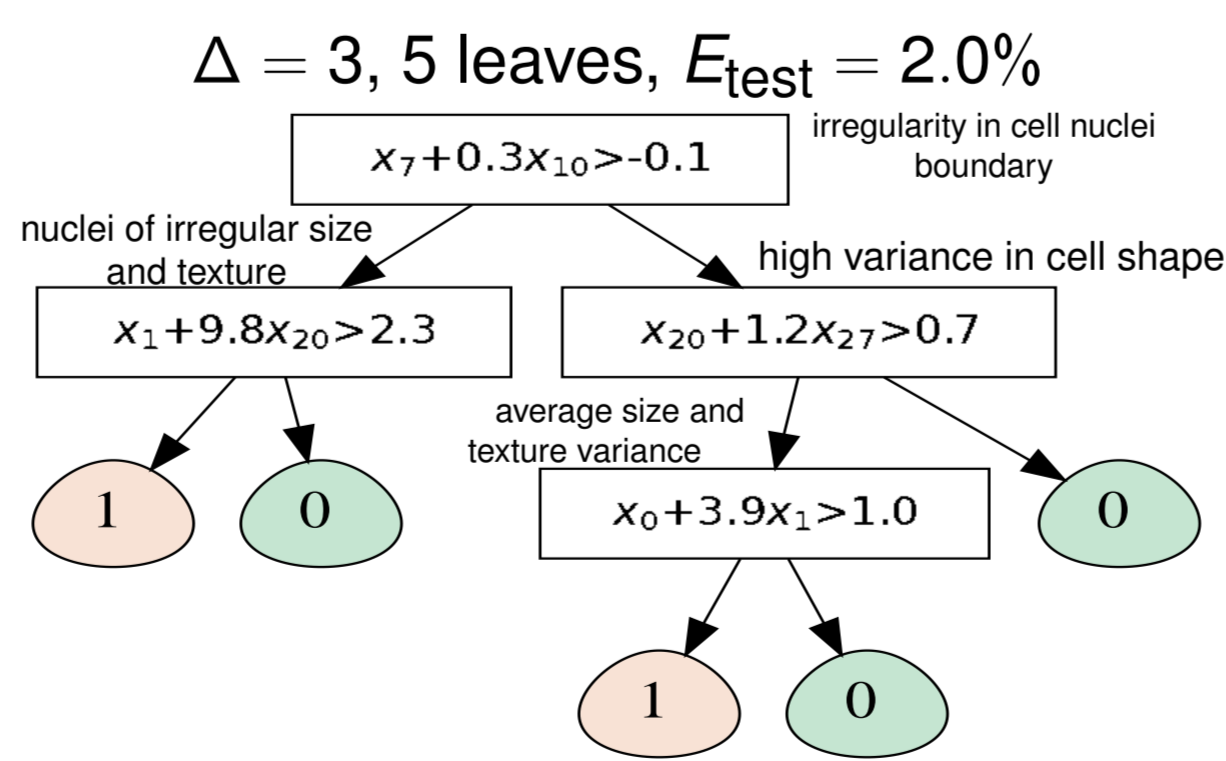 Δ = 3, 5 leaves, E_test = 2.0%
x₇+0.3x₁₀>-0.1
irregularity in cell nuclei
boundary
nuclei of irregular size
and texture
high variance in cell shape
x₁+9.8x₂₀>2.3
x₂₀+1.2x₂₇>0.7
average size and
texture variance
1
0
x₀+3.9x₁>1.0
0
1
0